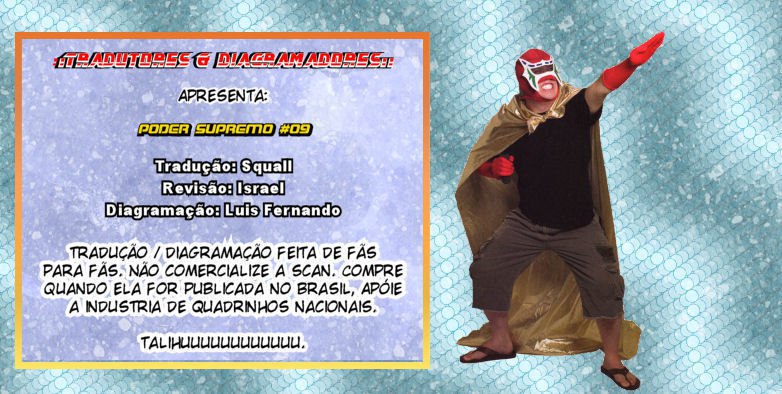 .:TRADUTORES & DIAGRAMADORES:.
APRESENTA:
PODER SUPREMO #09
Tradução: Squall
Revisão: Israel
Diagramação: Luis Fernando
TRADUÇÃO / DIAGRAMAÇÃO FEITA DE FÃS
PARA FÃS. NÃO COMERCIALIZE A SCAN. COMPRE
QUANDO ELA FOR PUBLICADA NO BRASIL, APÓIE
A INDUSTRIA DE QUADRINHOS NACIONAIS.
TALIHUUUUUUUUUUUU.